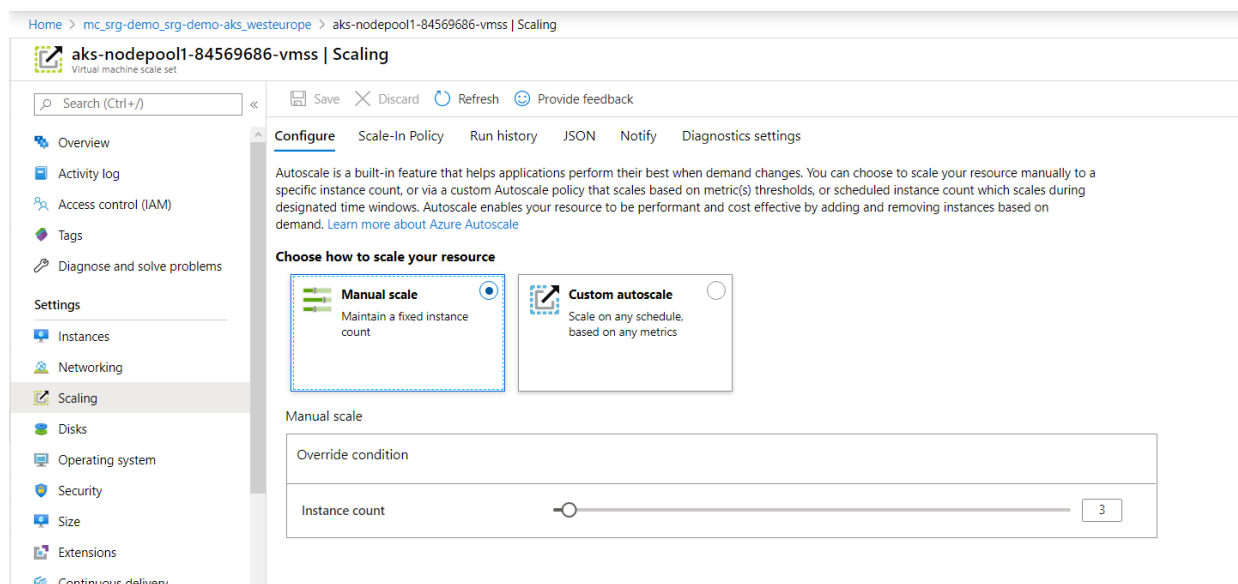 Home > mc_srg-demo_srg-demo-aks_westeurope > aks-nodepool1-84569686-vmss | Scaling
aks-nodepool1-84569686-vmss | Scaling
Virtual machine scale set
Search (Ctrl+/)
«
Save
Discard
Refresh
Provide feedback
Overview
Activity log
Access control (IAM)
Tags
Diagnose and solve problems
Settings
Instances
Networking
Scaling
Disks
Operating system
Security
Size
Extensions
Continuous delivery
Configure
Scale-In Policy
Run history
JSON
Notify
Diagnostics settings
Autoscale is a built-in feature that helps applications perform their best when demand changes. You can choose to scale your resource manually to a
specific instance count, or via a custom Autoscale policy that scales based on metric(s) thresholds, or scheduled instance count which scales during
designated time windows. Autoscale enables your resource to be performant and cost effective by adding and removing instances based on
demand. Learn more about Azure Autoscale
Choose how to scale your resource
Manual scale
Maintain a fixed instance
count
Custom autoscale
Scale on any schedule,
based on any metrics
Manual scale
Override condition
Instance count
3